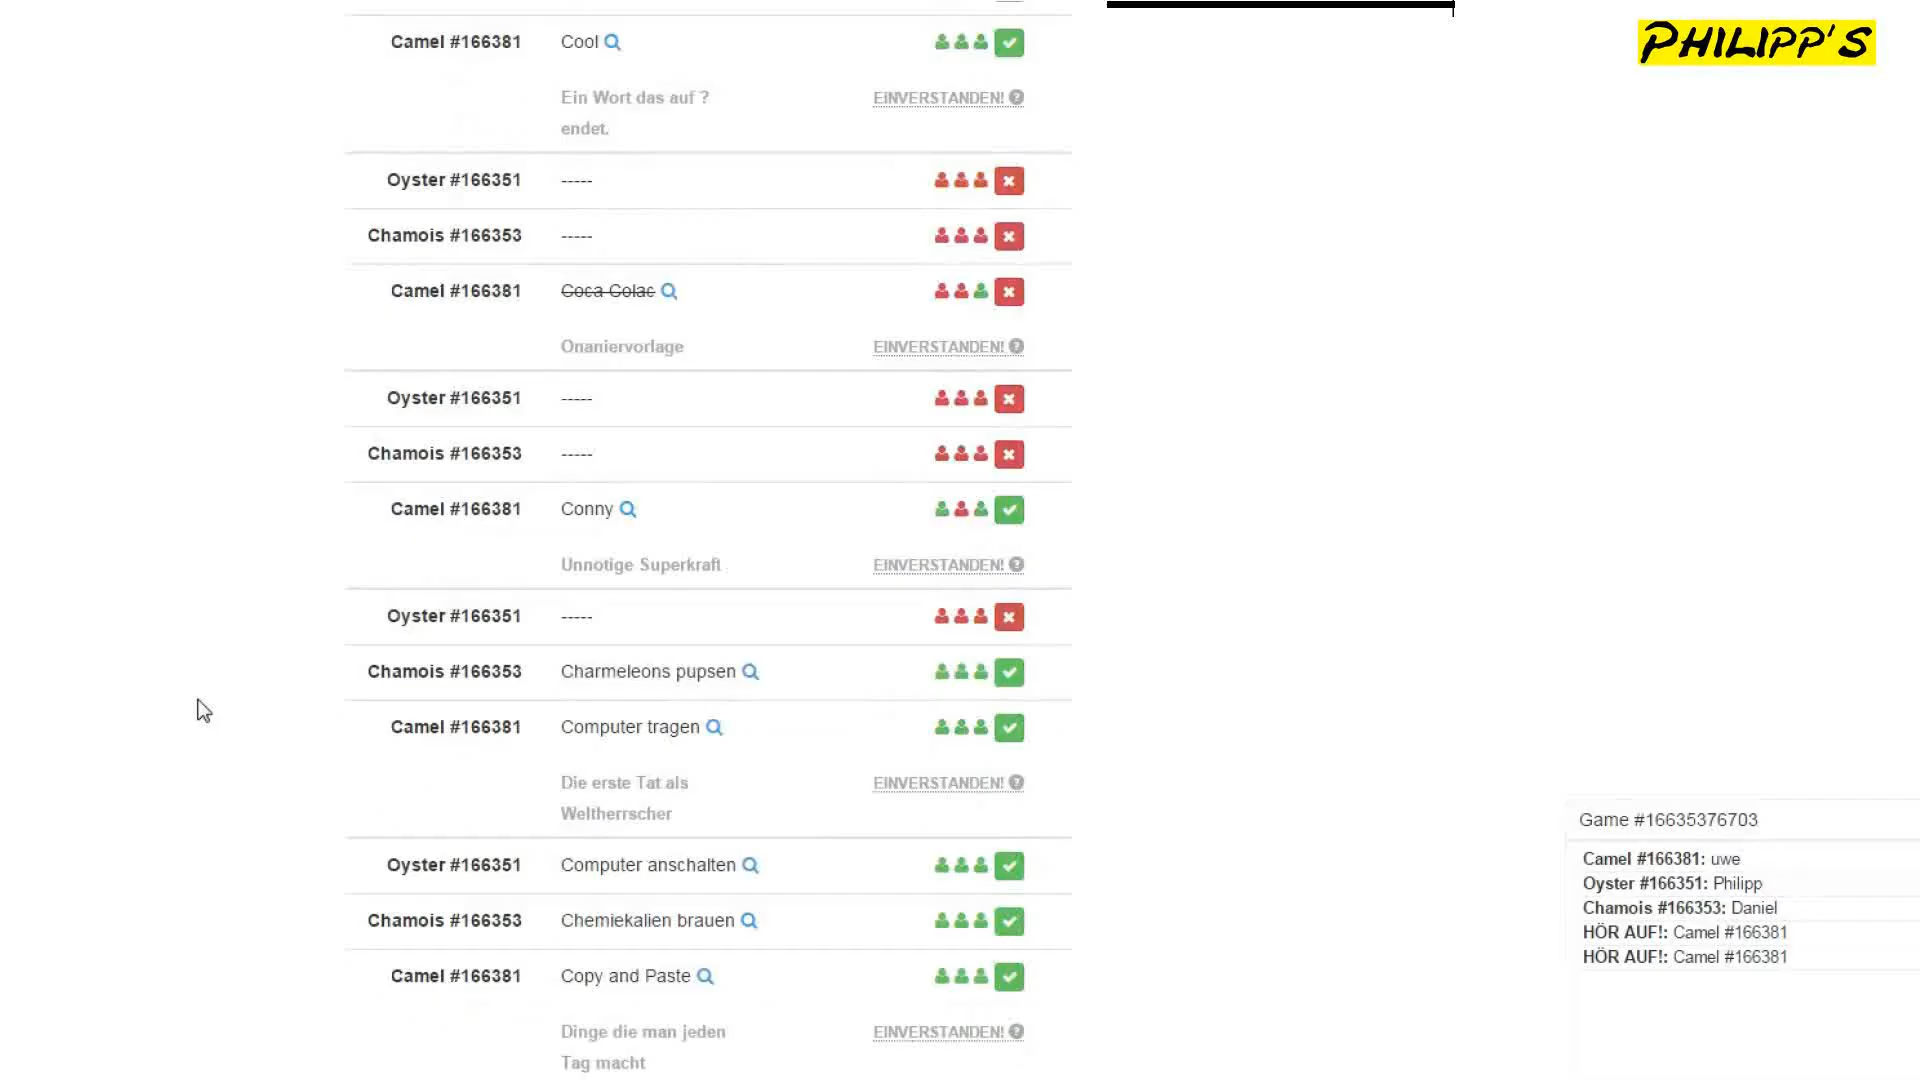 PHILIPP'S
Camel #166381 Cool
Ein Wort das auf ? EINVERSTANDEN!
endet.
Oyster #166351 -----
Chamois #166353 -----
Camel #166381 Coca Colac
Onaniervorlage EINVERSTANDEN!
Oyster #166351 -----
Chamois #166353 -----
Camel #166381 Conny
Unnotige Superkraft EINVERSTANDEN!
Oyster #166351 -----
Chamois #166353 Charmeleons pupsen
Camel #166381 Computer tragen
Die erste Tat als EINVERSTANDEN!
Weltherrscher
Oyster #166351 Computer anschalten
Chamois #166353 Chemiekalien brauen
Camel #166381 Copy and Paste
Dinge die man jeden EINVERSTANDEN!
Tag macht
Game #16635376703
Camel #166381: uwe
Oyster #166351: Philipp
Chamois #166353: Daniel
HÖR AUF!: Camel #166381
HÖR AUF!: Camel #166381